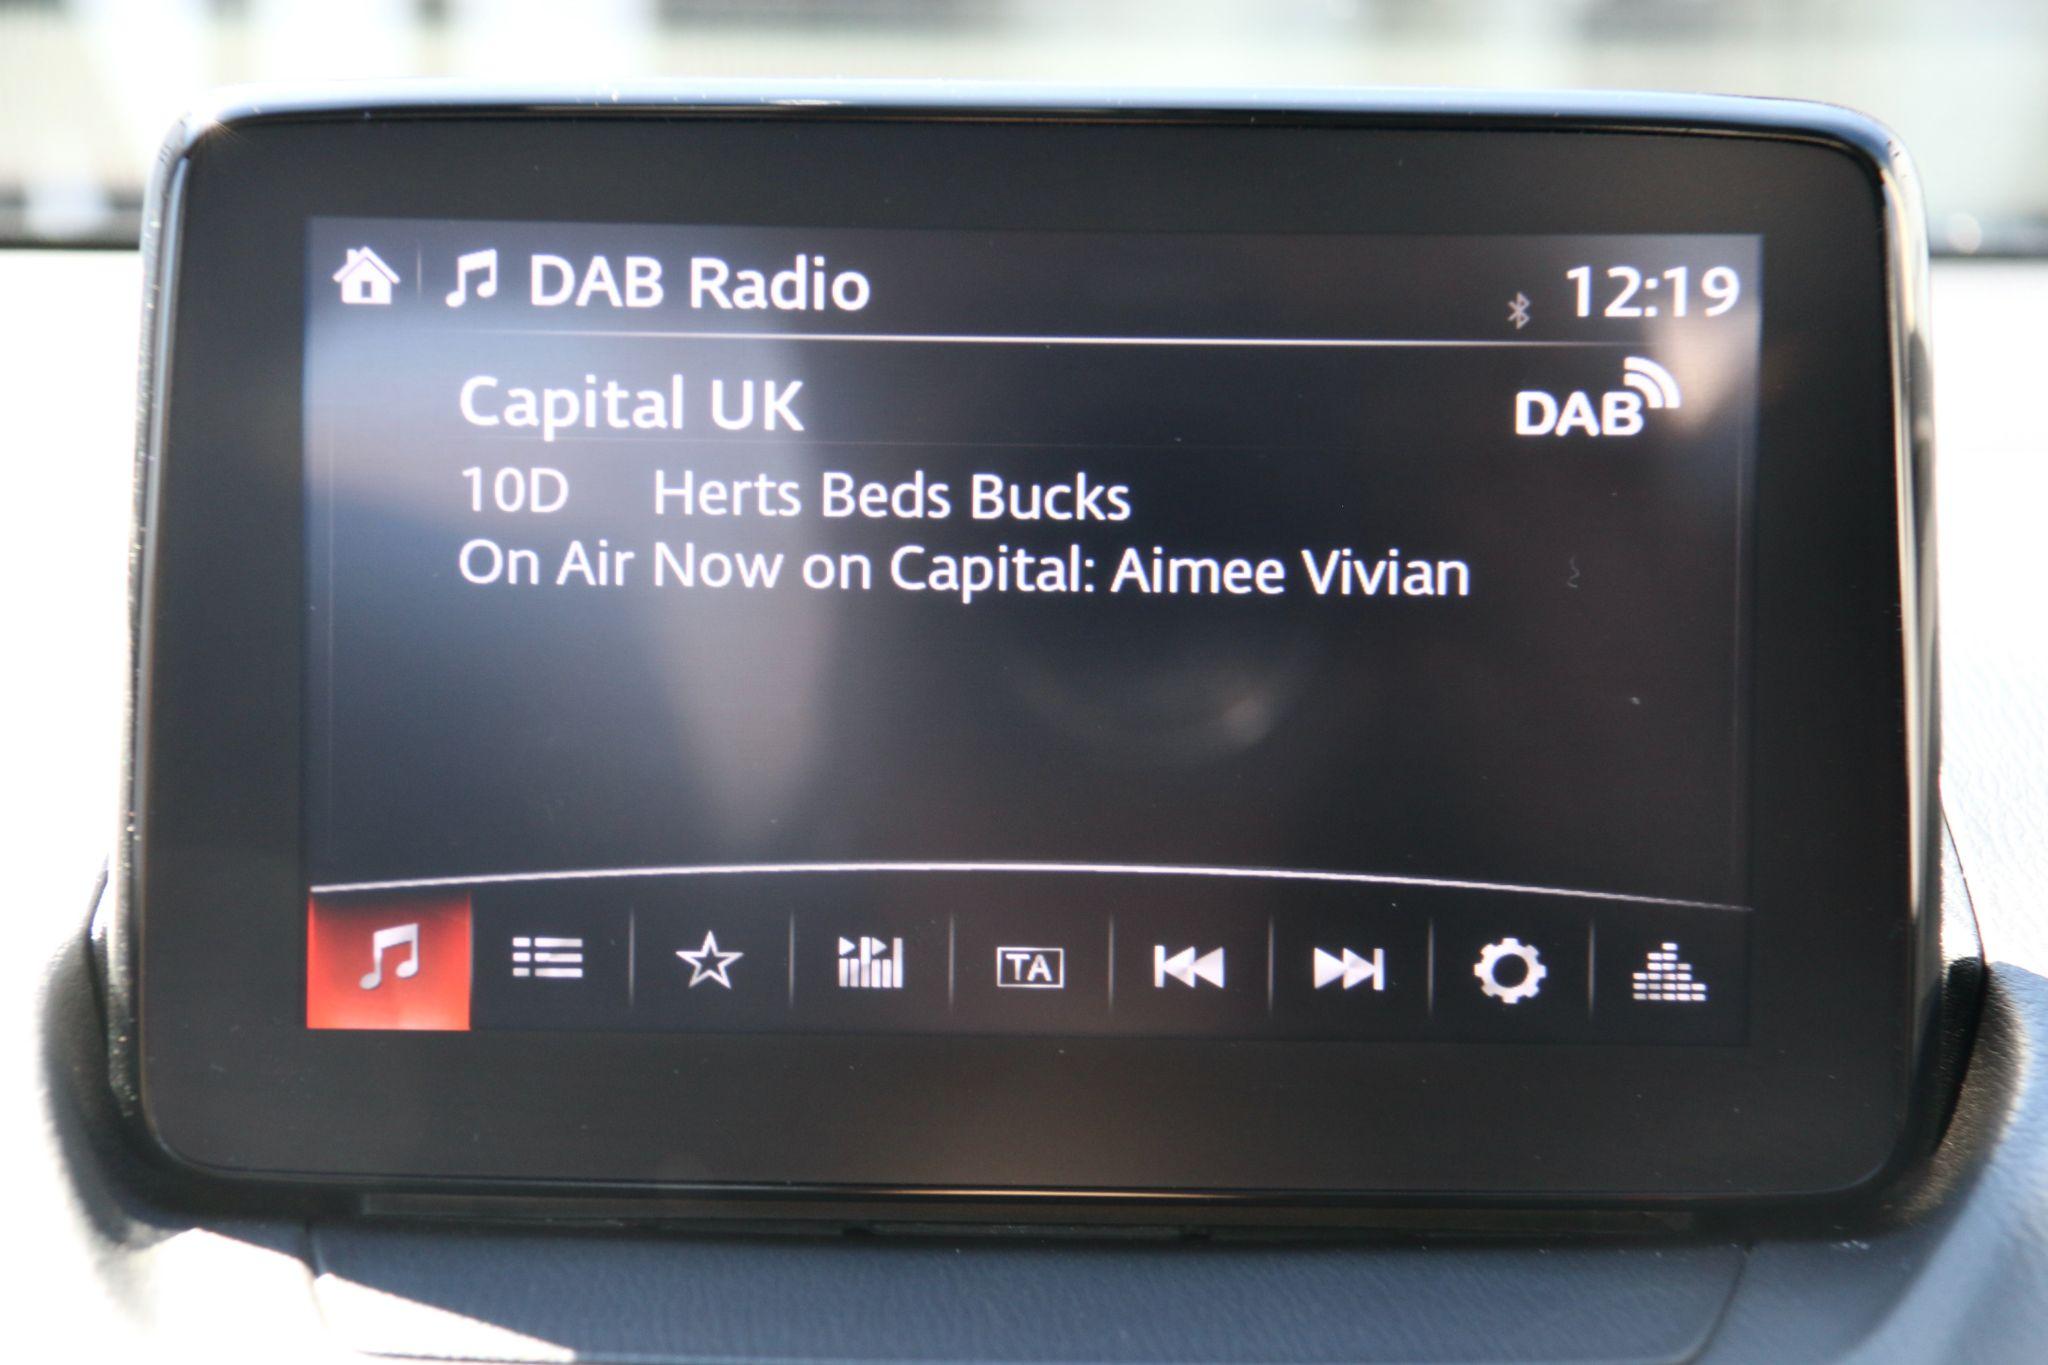 DAB Radio 12:19
Capital UK DAB
10D Herts Beds Bucks
On Air Now on Capital: Aimee Vivian
TA